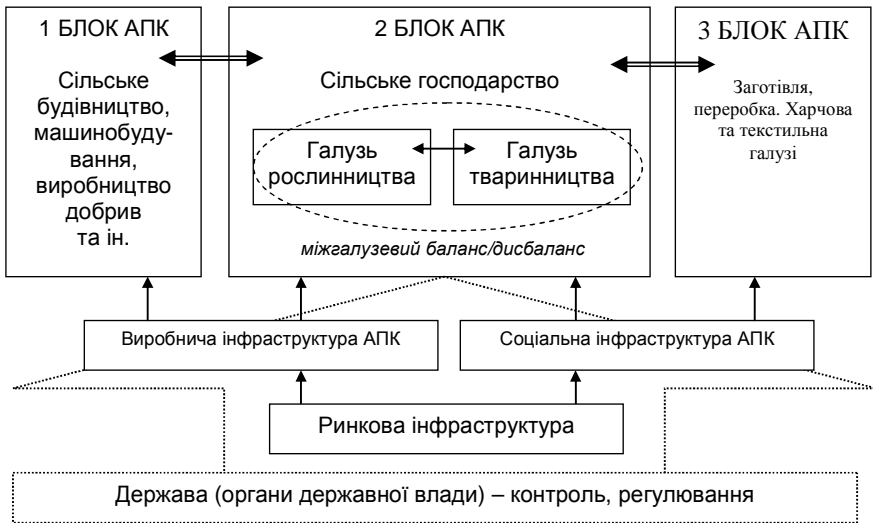 1 БЛОК АПК
Сільське
будівництво,
машинобуду-
вання,
виробництво
добрив
та ін.
2 БЛОК АПК
Сільське господарство
Галузь
рослинництва
Галузь
тваринництва
міжгалузевий баланс/дисбаланс
3 БЛОК АПК
Заготівля,
переробка. Харчова
та текстильна
галузі
Виробнича інфраструктура АПК
Соціальна інфраструктура АПК
Ринкова інфраструктура
Держава (органи державної влади) – контроль, регулювання